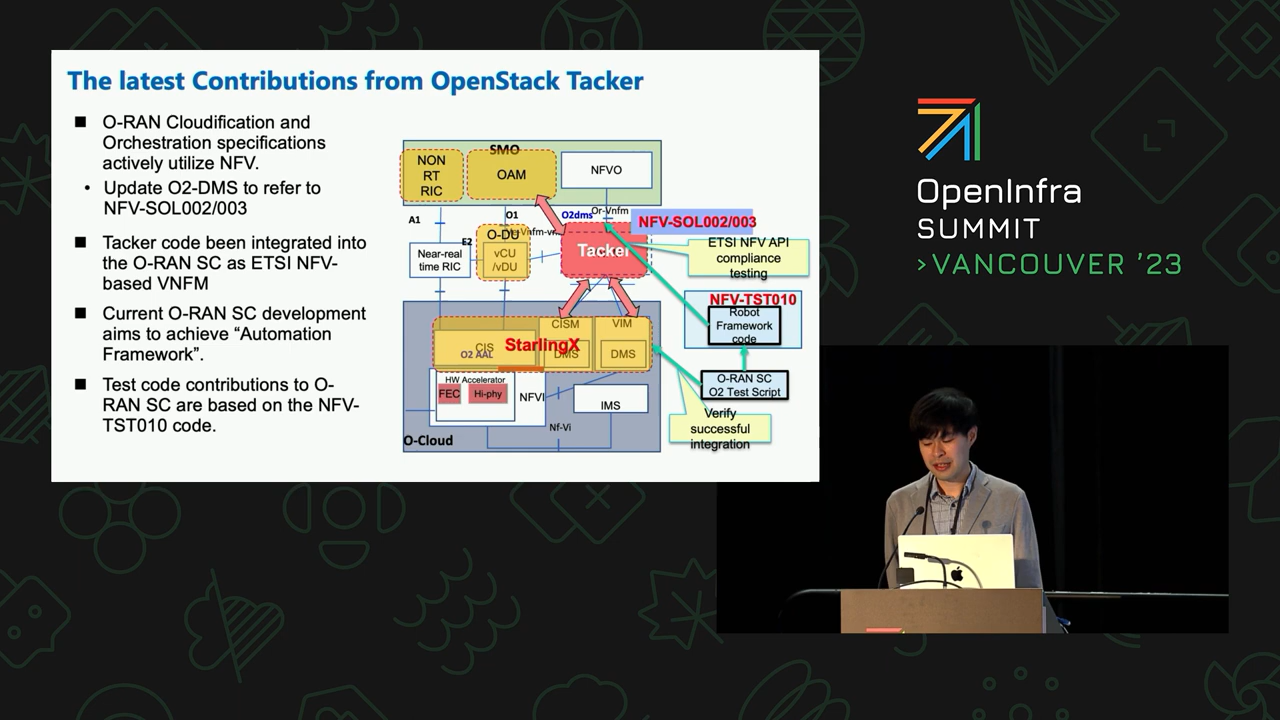 The latest Contributions from OpenStack Tacker
■ O-RAN Cloudification and
Orchestration specifications
actively utilize NFV.
• Update O2-DMS to refer to
NFV-SOL002/003
■ Tacker code been integrated into
the O-RAN SC as ETSI NFV-
based VNFM
■ Current O-RAN SC development
aims to achieve “Automation
Framework”.
■ Test code contributions to O-
RAN SC are based on the NFV-
TST010 code.
SMO
NON
RT
RIC
OAM
NFVO
A1
O1
O2dms
Or-Vnfm
NFV-SOL002/003
E2
O-DU
vCU
/vDU
Near-real
time RIC
Tacker
ETSI NFV API
compliance
testing
NFV-TST010
Robot
Framework
code
O-RAN SC
O2 Test Script
Verify
successful
integration
CISM
VIM
CIS
StarlingX
O2 AAL
DMS
DMS
HW Accelerator
FEC
Hi-phy
NFVI
IMS
Nf-Vi
O-Cloud
OpenInfra
SUMMIT
>VANCOUVER ’23